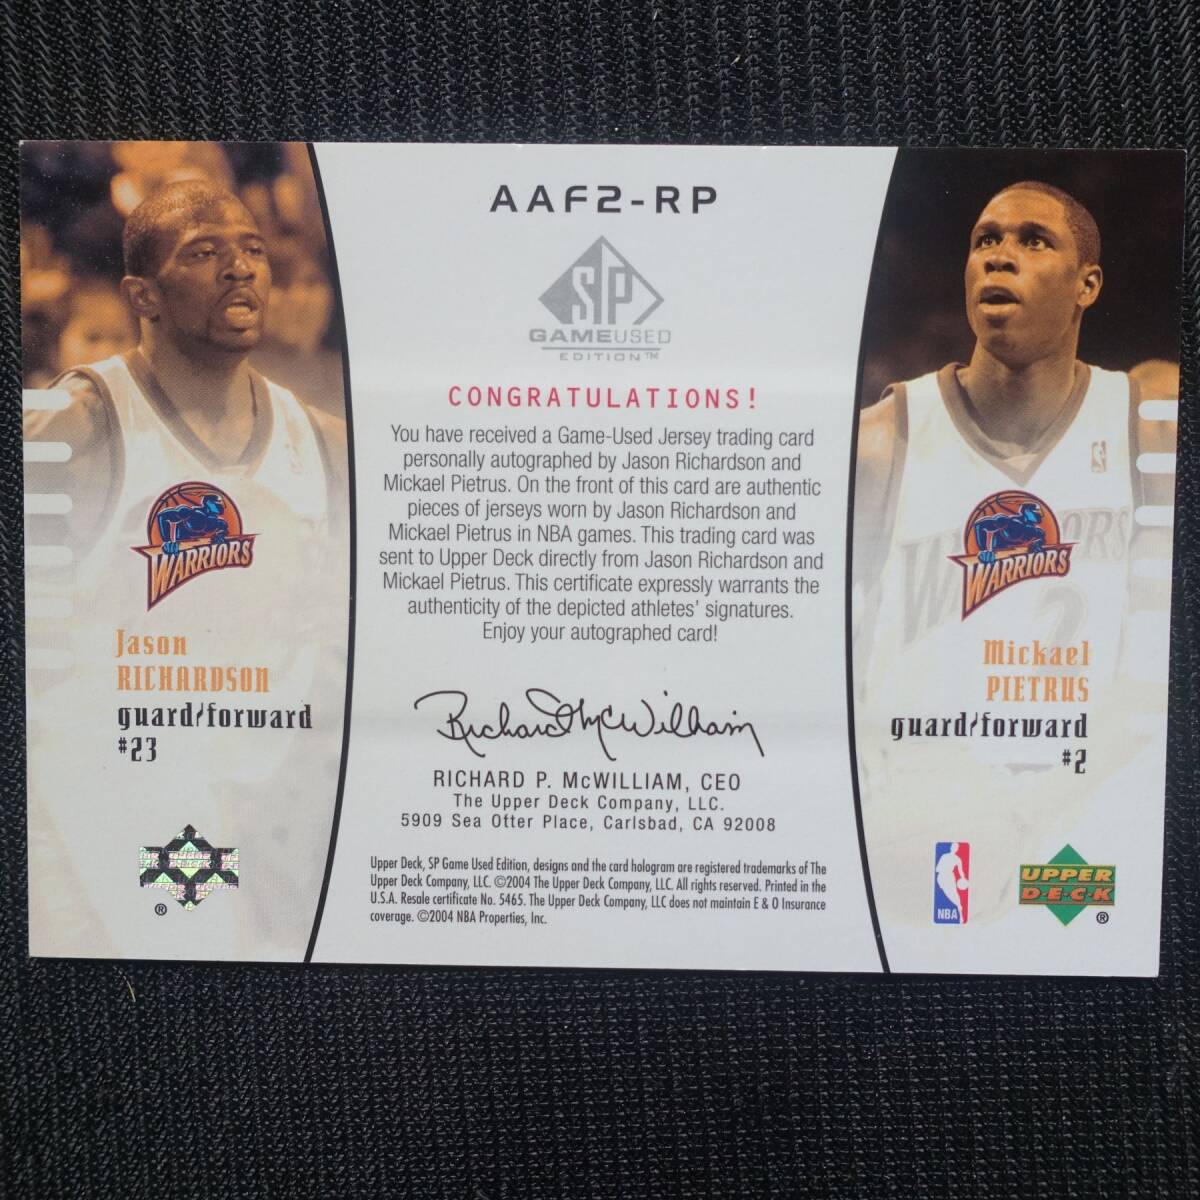 AAF2-RP
SP
GAMEUSED
EDITION™
CONGRATULATIONS!
You have received a Game-Used Jersey trading card
personally autographed by Jason Richardson and
Mickael Pietrus. On the front of this card are authentic
pieces of jerseys worn by Jason Richardson and
Mickael Pietrus in NBA games. This trading card was
sent to Upper Deck directly from Jason Richardson and
Mickael Pietrus. This certificate expressly warrants the
authenticity of the depicted athletes' signatures.
Enjoy your autographed card!
Richard McWilliam
RICHARD P. McWILLIAM, CEO
The Upper Deck Company, LLC.
5909 Sea Otter Place, Carlsbad, CA 92008
Upper Deck, SP Game Used Edition, designs and the card hologram are registered trademarks of The
Upper Deck Company, LLC. ©2004 The Upper Deck Company, LLC. All rights reserved. Printed in the
U.S.A. Resale certificate No. 5465. The Upper Deck Company, LLC does not maintain E & O Insurance
coverage. ©2004 NBA Properties, Inc.
WARRIORS
Jason
RICHARDSON
guard/forward
#23
®
WARRIORS
Mickael
PIETRUS
guard/forward
#2
NBA
UPPER
D·E·C·K
®